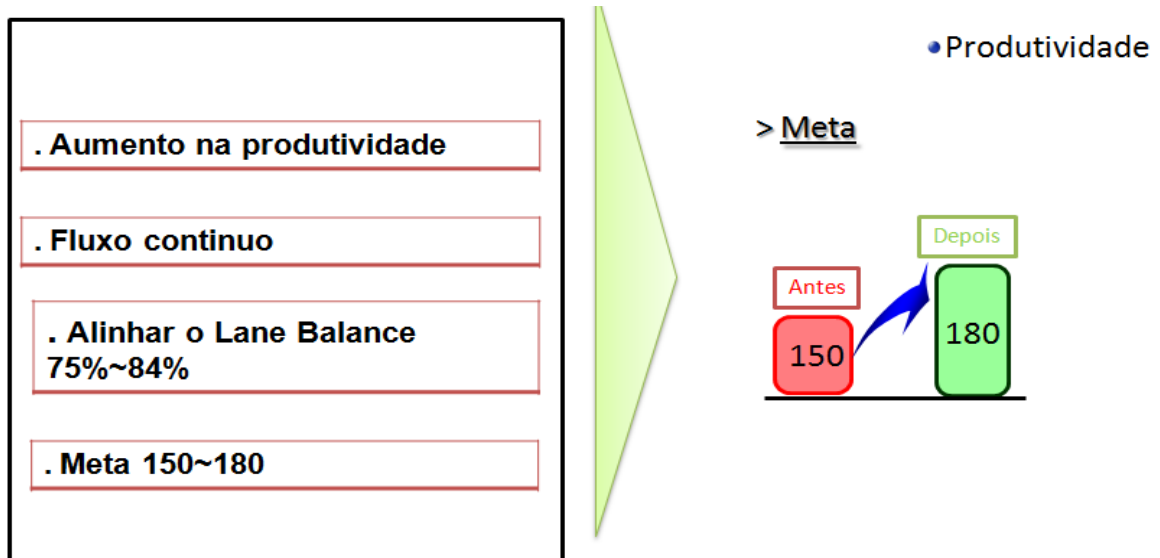 . Aumento na produtividade
. Fluxo continuo
. Alinhar o Lane Balance
75%~84%
. Meta 150~180
Produtividade
> Meta
Depois
Antes
150
180